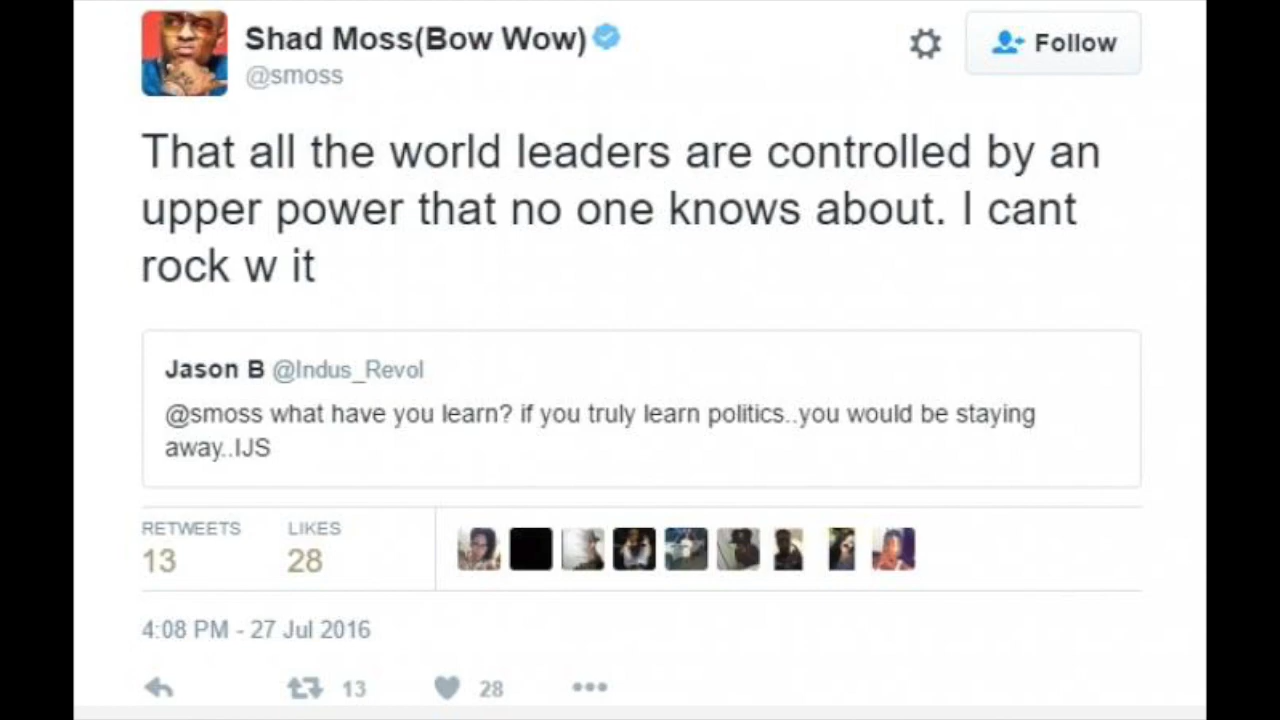 Shad Moss(Bow Wow)
@smoss
Follow
That all the world leaders are controlled by an
upper power that no one knows about. I cant
rock w it
Jason B @Indus_Revol
@smoss what have you learn? if you truly learn politics..you would be staying
away..IJS
RETWEETS LIKES
13 28
4:08 PM - 27 Jul 2016
13 28